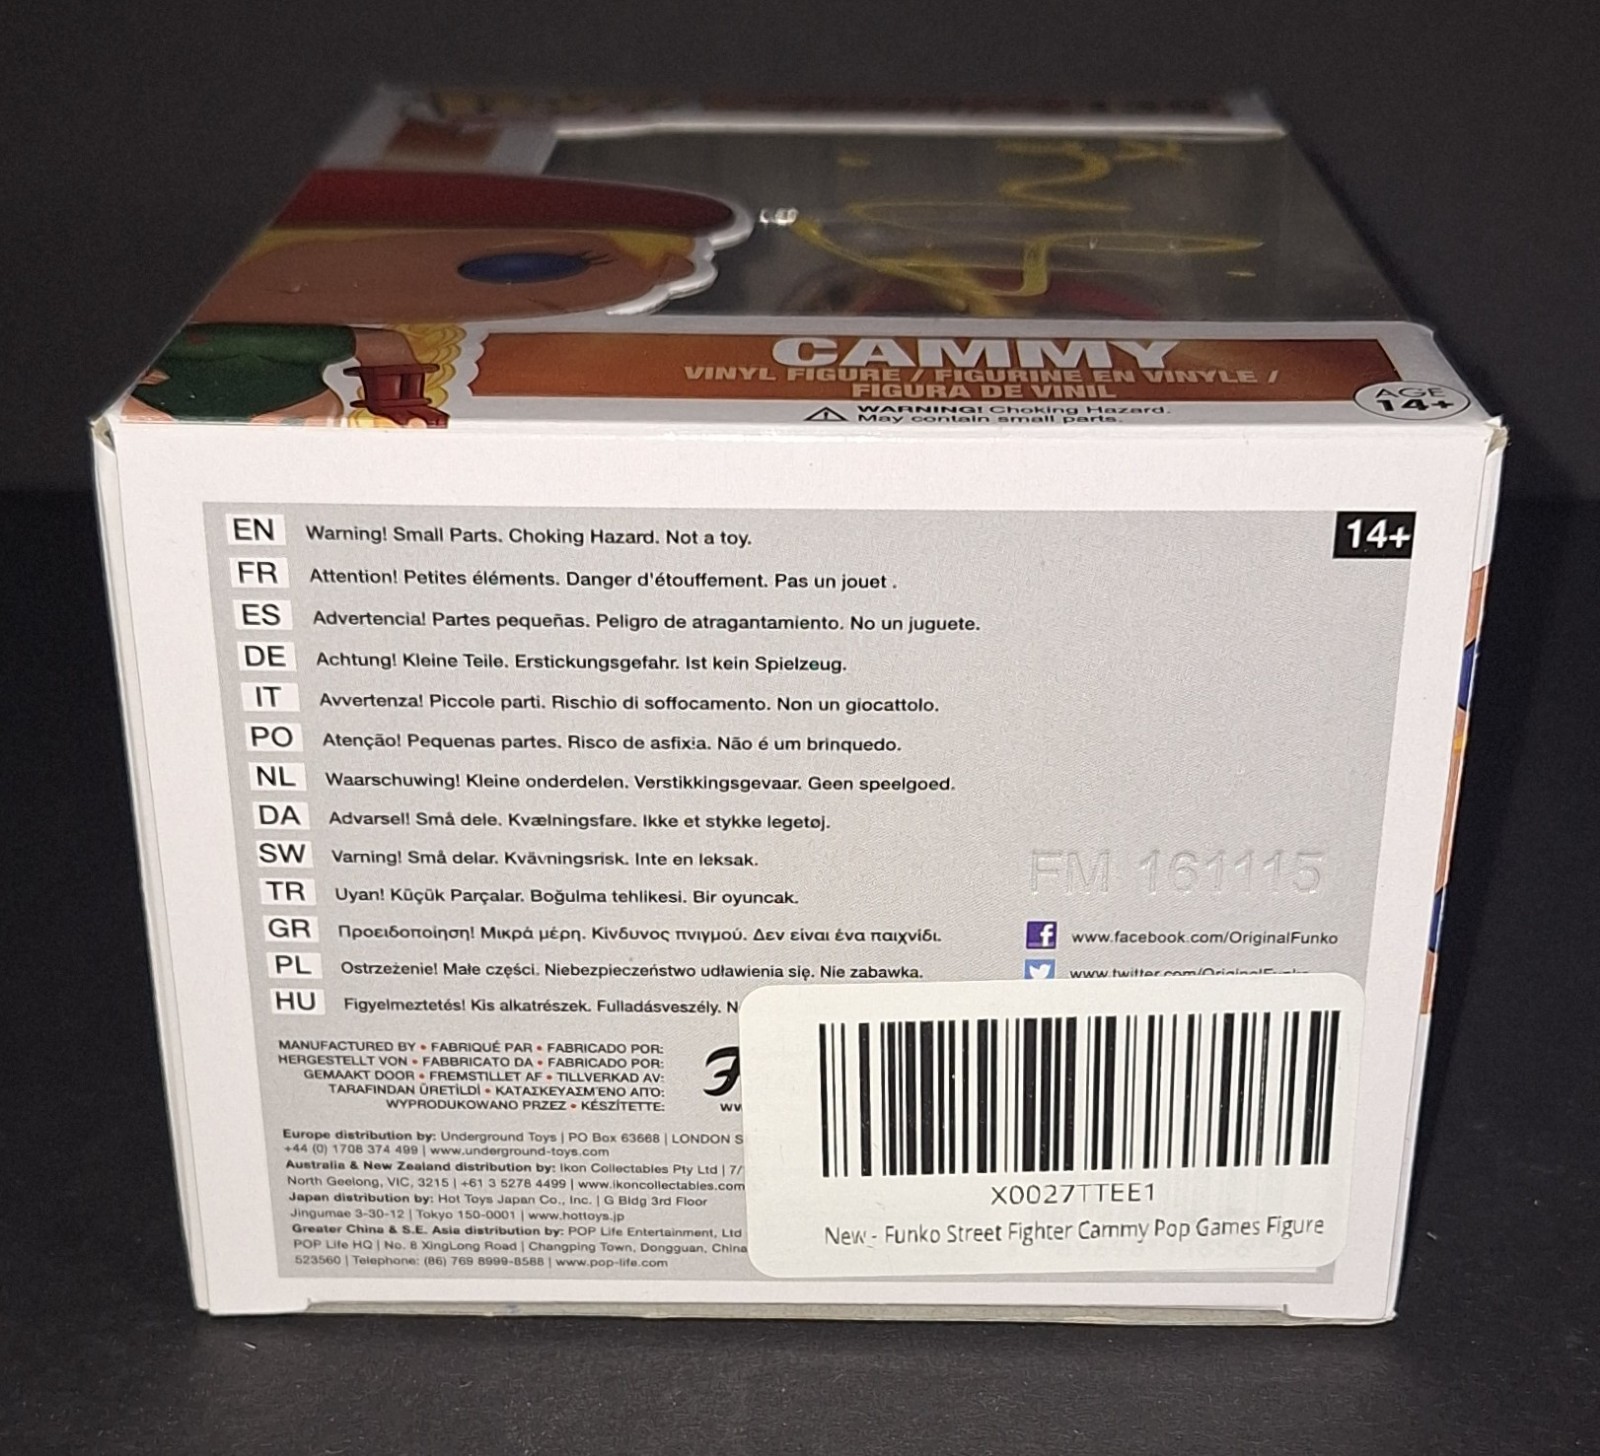 CAMMY
VINYL FIGURE / FIGURINE EN VINYLE /
FIGURA DE VINIL
WARNING! Choking Hazard.
May contain small parts.
AGE
14+
14+
EN Warning! Small Parts. Choking Hazard. Not a toy.
FR Attention! Petites éléments. Danger d'étouffement. Pas un jouet .
ES Advertencia! Partes pequeñas. Peligro de atragantamiento. No un juguete.
DE Achtung! Kleine Teile. Erstickungsgefahr. Ist kein Spielzeug.
IT Avvertenza! Piccole parti. Rischio di soffocamento. Non un giocattolo.
PO Atenção! Pequenas partes. Risco de asfixia. Não é um brinquedo.
NL Waarschuwing! Kleine onderdelen. Verstikkingsgevaar. Geen speelgoed.
DA Advarsel! Små dele. Kvælningsfare. Ikke et stykke legetøj.
SW Varning! Små delar. Kvävningsrisk. Inte en leksak.
TR Uyan! Küçük Parçalar. Boğulma tehlikesi. Bir oyuncak.
GR Προειδοποίηση! Μικρά μέρη. Κίνδυνος πνιγμού. Δεν είναι ένα παιχνίδι.
PL Ostrzeżenie! Małe części. Niebezpieczeństwo udławienia się. Nie zabawka.
HU Figyelmeztetés! Kis alkatrészek. Fulladásveszély. N
FM 161115
www.facebook.com/OriginalFunko
www.twitter.com/OriginalFunko
MANUFACTURED BY • FABRIQUÉ PAR • FABRICADO POR:
HERGESTELLT VON • FABBRICATO DA • FABRICADO POR:
GEMAAKT DOOR • FREMSTILLET AF • TILLVERKAD AV:
TARAFINDAN ÜRETİLDİ • ΚΑΤΑΣΚΕΥΑΣΜΈΝΟ ΑΠΌ:
WYPRODUKOWANO PRZEZ • KÉSZÍTETTE:
ww
Europe distribution by: Underground Toys | PO Box 63668 | LONDON S
+44 (0) 1708 374 499 | www.underground-toys.com
Australia & New Zealand distribution by: Ikon Collectables Pty Ltd | 7/
North Geelong, VIC, 3215 | +61 3 5278 4499 | www.ikoncollectables.com
Japan distribution by: Hot Toys Japan Co., Inc. | G Bldg 3rd Floor
Jingumae 3-30-12 | Tokyo 150-0001 | www.hottoys.jp
Greater China & S.E. Asia distribution by: POP Life Entertainment, Ltd
POP Life HQ | No. 8 XingLong Road | Changping Town, Dongguan, China
523560 | Telephone: (86) 769 8999-8588 | www.pop-life.com
X0027TTEE1
New - Funko Street Fighter Cammy Pop Games Figure